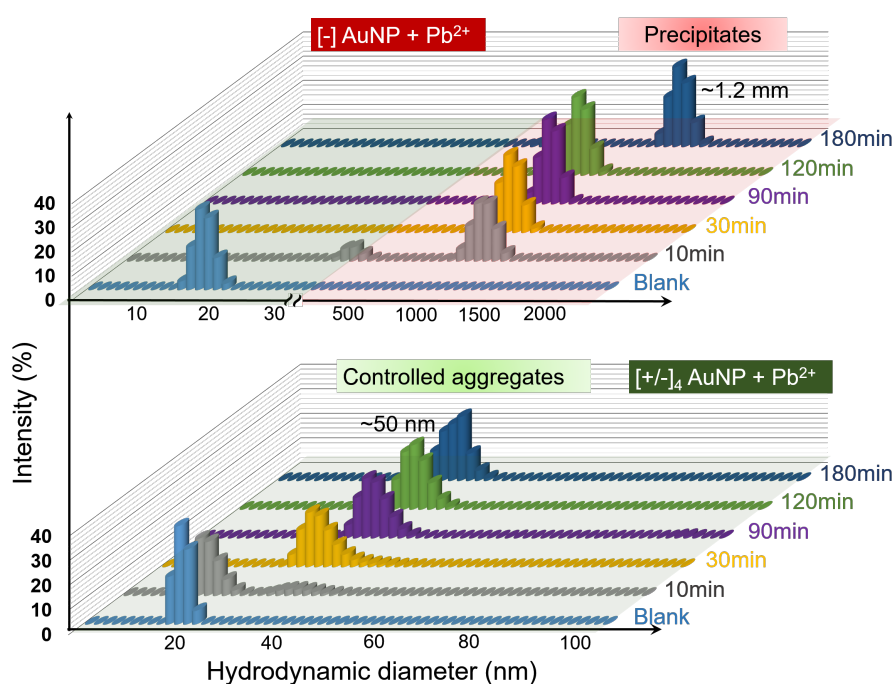 [-] AuNP + Pb²⁺
Precipitates
~1.2 mm
180min
120min
90min
30min
10min
Blank
40
30
20
10
0
10 20 30 500 1000 1500 2000
Intensity (%)
Controlled aggregates
[+/-]₄ AuNP + Pb²⁺
~50 nm
180min
120min
90min
30min
10min
Blank
40
30
20
10
0
20 40 60 80 100
Hydrodynamic diameter (nm)